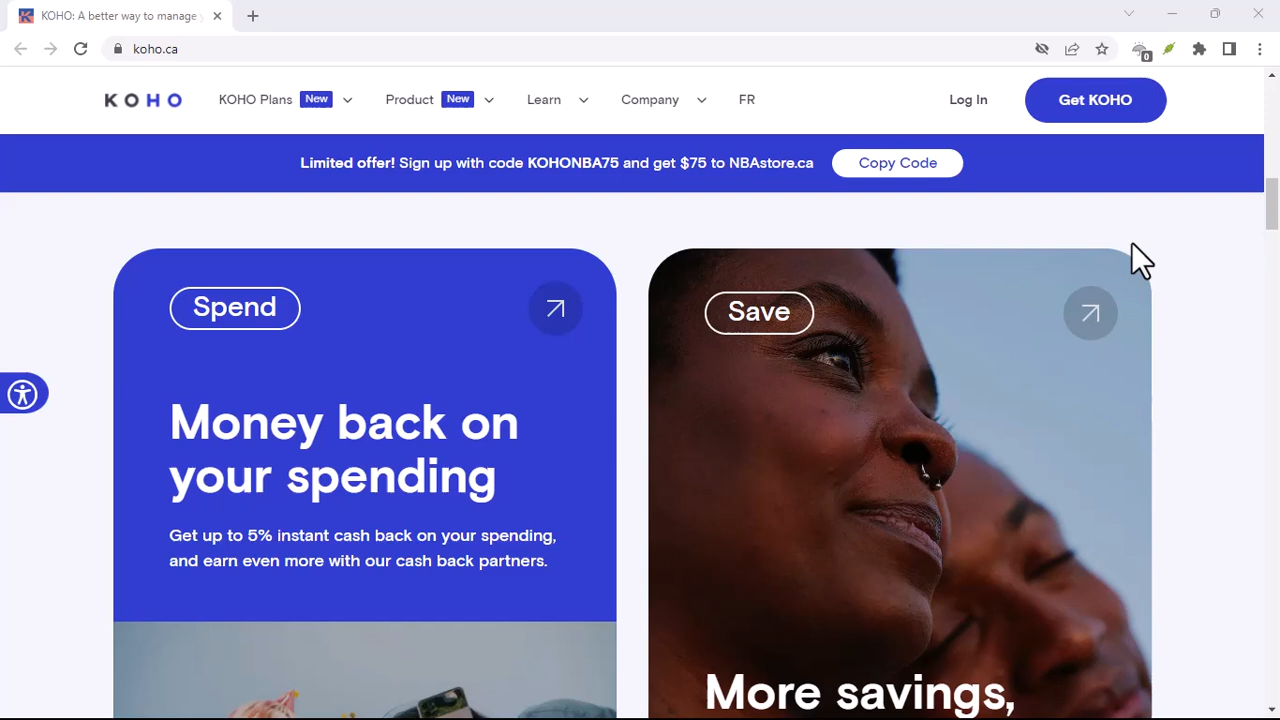 KOHO: A better way to manage
koho.ca
0
KOHO
KOHO Plans New
Product New
Learn
Company
FR
Log In
Get KOHO
Limited offer! Sign up with code KOHONBA75 and get $75 to NBAstore.ca
Copy Code
Spend
Money back on
your spending
Get up to 5% instant cash back on your spending,
and earn even more with our cash back partners.
Save
More savings,